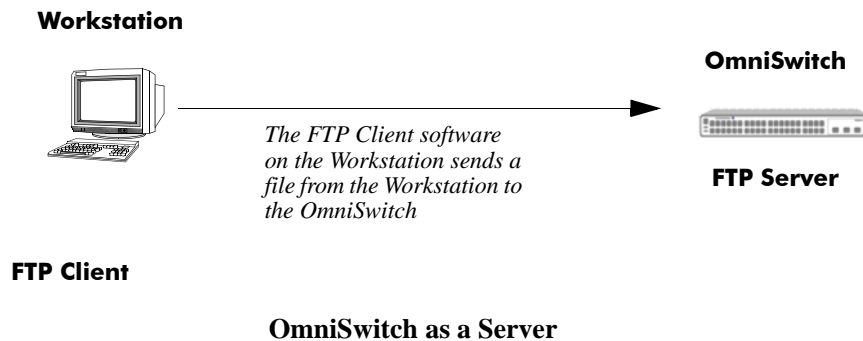 Workstation
OmniSwitch
The FTP Client software
on the Workstation sends a
file from the Workstation to
the OmniSwitch
FTP Server
FTP Client
OmniSwitch as a Server